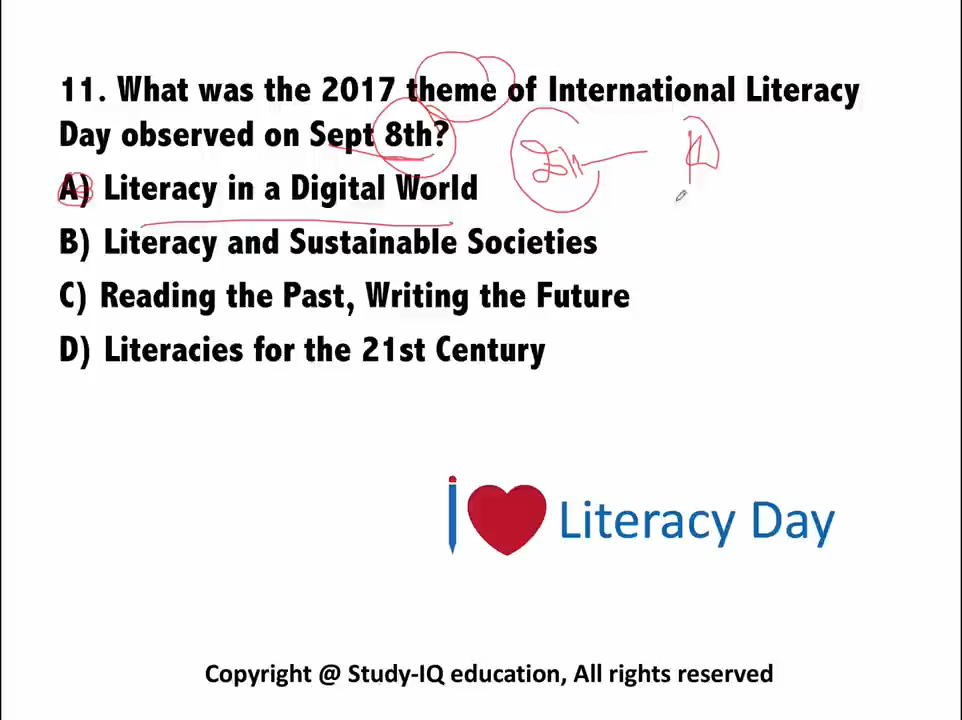 11. What was the 2017 theme of International Literacy
Day observed on Sept 8th?
A) Literacy in a Digital World
B) Literacy and Sustainable Societies
C) Reading the Past, Writing the Future
D) Literacies for the 21st Century
Literacy Day
Copyright @ Study-IQ education, All rights reserved